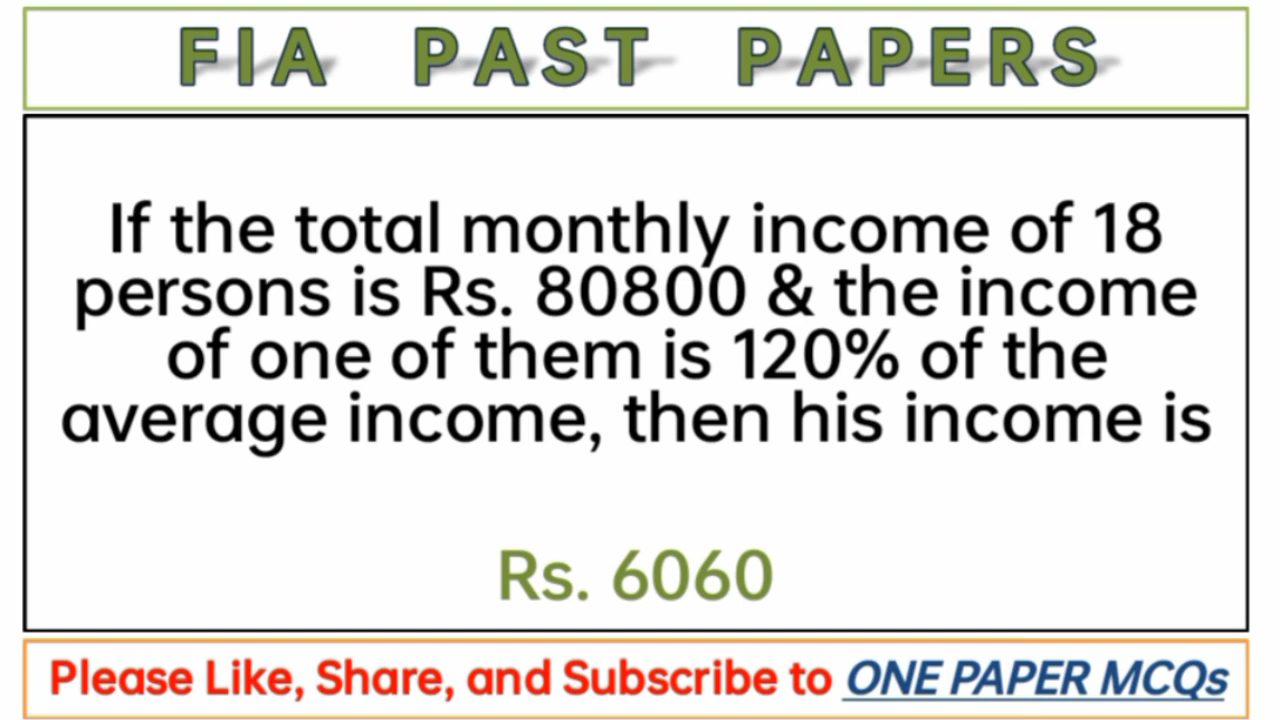 FIA PAST PAPERS
If the total monthly income of 18
persons is Rs. 80800 & the income
of one of them is 120% of the
average income, then his income is
Rs. 6060
Please Like, Share, and Subscribe to ONE PAPER MCQs